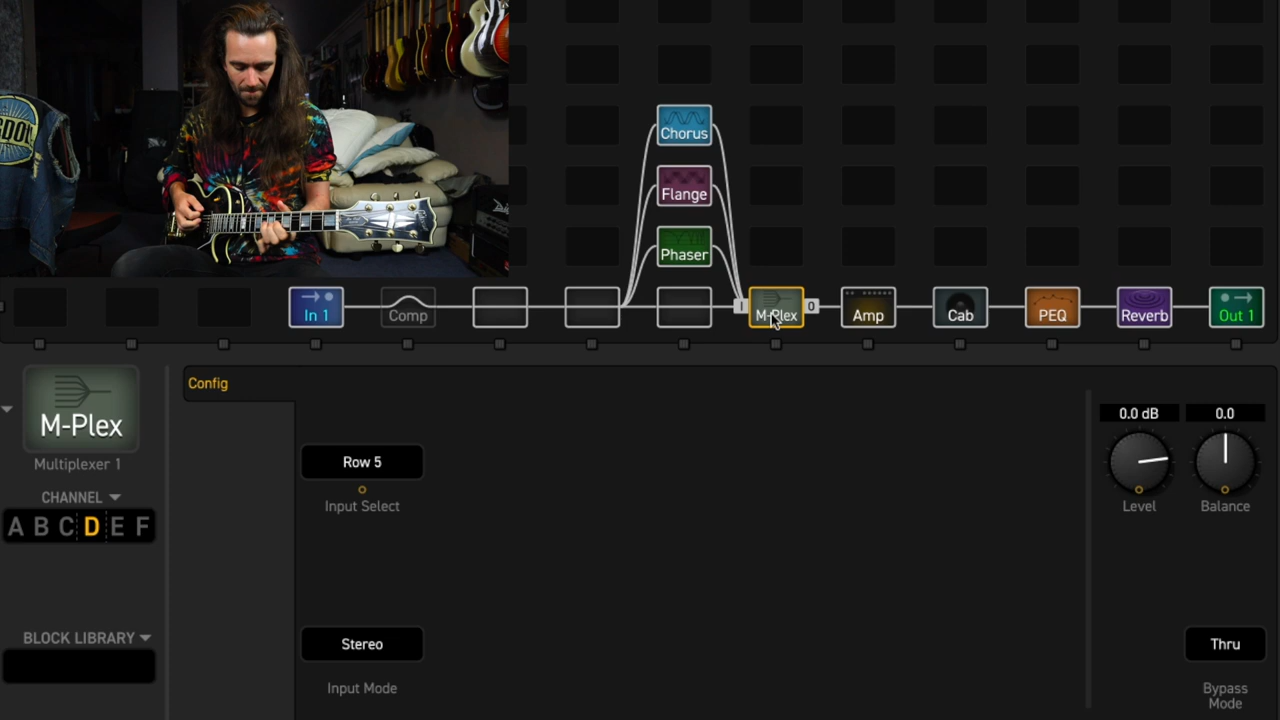 Chorus
Flange
Phaser
In 1
Comp
I
M-Plex
O
Amp
Cab
PEQ
Reverb
Out 1
M-Plex
Multiplexer 1
CHANNEL
A B C D E F
BLOCK LIBRARY
Config
Row 5
Input Select
Stereo
Input Mode
0.0 dB
0.0
Level
Balance
Thru
Bypass
Mode